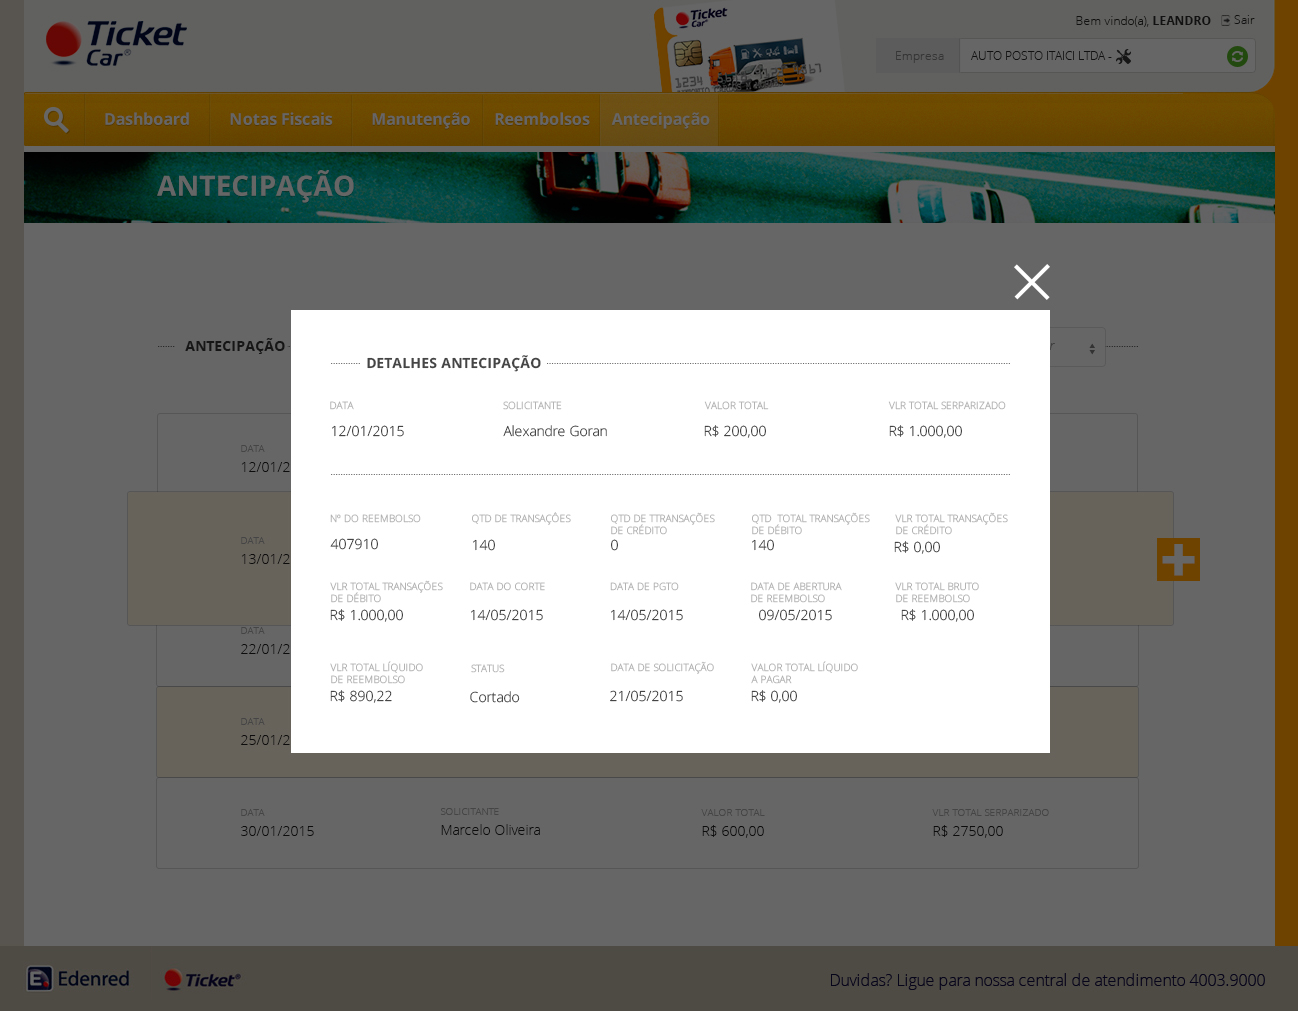 Ticket
Car®
Ticket
Car
Bem vindo(a), LEANDRO Sair
Empresa AUTO POSTO ITAICI LTDA -
Dashboard Notas Fiscais Manutenção Reembolsos Antecipação
ANTECIPAÇÃO
ANTECIPAÇÃO
DETALHES ANTECIPAÇÃO
DATA SOLICITANTE VALOR TOTAL VLR TOTAL SERPARIZADO
12/01/2015 Alexandre Goran R$ 200,00 R$ 1.000,00
Nº DO REEMBOLSO QTD DE TRANSAÇÕES QTD DE TTRANSAÇÕES QTD TOTAL TRANSAÇÕES VLR TOTAL TRANSAÇÕES
DE CRÉDITO DE DÉBITO DE CRÉDITO
407910 140 0 140 R$ 0,00
VLR TOTAL TRANSAÇÕES DATA DO CORTE DATA DE PGTO DATA DE ABERTURA VLR TOTAL BRUTO
DE DÉBITO DE REEMBOLSO DE REEMBOLSO
R$ 1.000,00 14/05/2015 14/05/2015 09/05/2015 R$ 1.000,00
VLR TOTAL LÍQUIDO STATUS DATA DE SOLICITAÇÃO VALOR TOTAL LÍQUIDO
DE REEMBOLSO A PAGAR
R$ 890,22 Cortado 21/05/2015 R$ 0,00
DATA
12/01/2
DATA
13/01/2
DATA
22/01/2
DATA
25/01/2
DATA SOLICITANTE VALOR TOTAL VLR TOTAL SERPARIZADO
30/01/2015 Marcelo Oliveira R$ 600,00 R$ 2750,00
Edenred Ticket®
Duvidas? Ligue para nossa central de atendimento 4003.9000